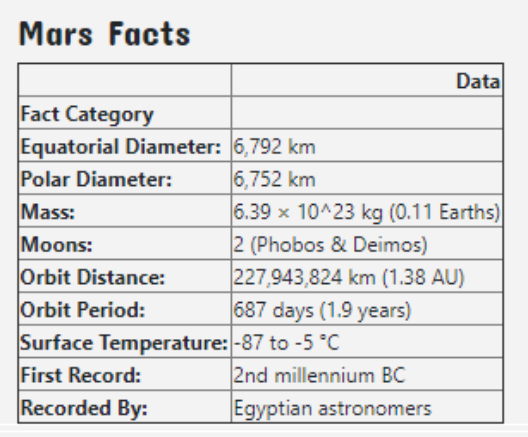 Mars Facts
Data
Fact Category
Equatorial Diameter: 6,792 km
Polar Diameter: 6,752 km
Mass: 6.39 × 10^23 kg (0.11 Earths)
Moons: 2 (Phobos & Deimos)
Orbit Distance: 227,943,824 km (1.38 AU)
Orbit Period: 687 days (1.9 years)
Surface Temperature: -87 to -5 °C
First Record: 2nd millennium BC
Recorded By: Egyptian astronomers